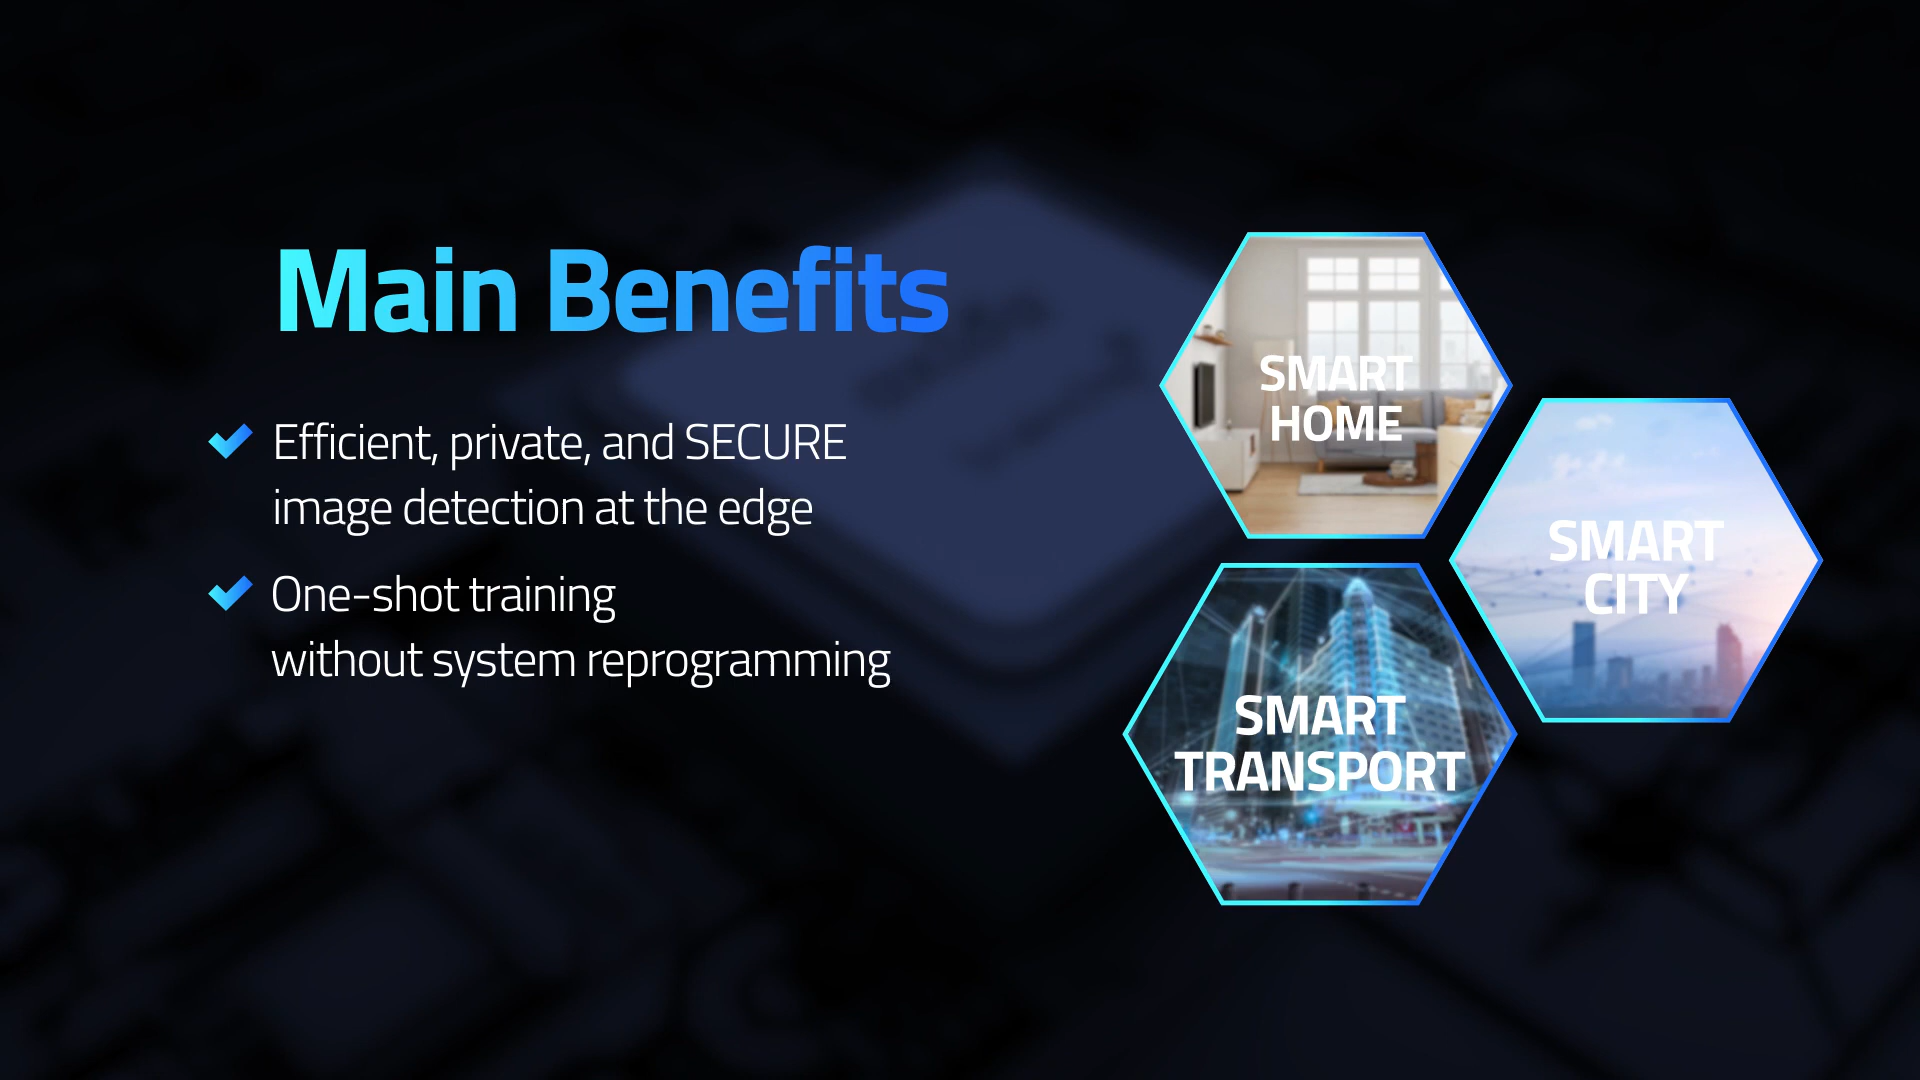 Main Benefits
Efficient, private, and SECURE
image detection at the edge
One-shot training
without system reprogramming
SMART
HOME
SMART
CITY
SMART
TRANSPORT